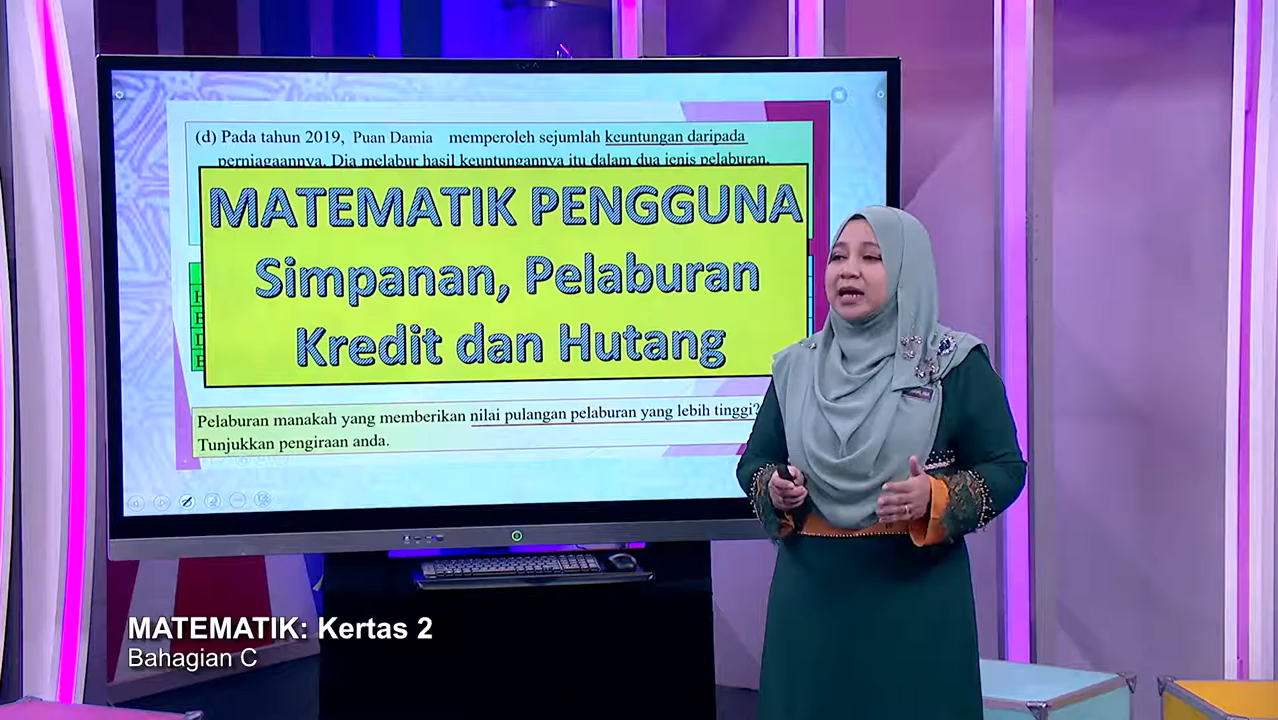 (d) Pada tahun 2019, Puan Damia memperoleh sejumlah keuntungan daripada
perniagaannya. Dia melabur hasil keuntungannya itu dalam dua jenis pelaburan.
MATEMATIK PENGGUNA
Simpanan, Pelaburan
Kredit dan Hutang
Pelaburan manakah yang memberikan nilai pulangan pelaburan yang lebih tinggi?
Tunjukkan pengiraan anda.
MATEMATIK: Kertas 2
Bahagian C